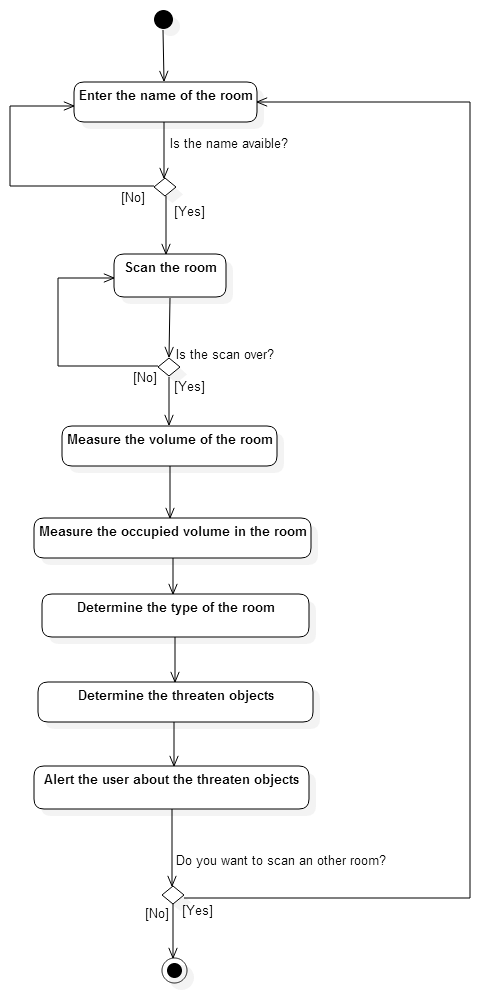 Enter the name of the room
Is the name avaible?
[No]
[Yes]
Scan the room
Is the scan over?
[No]
[Yes]
Measure the volume of the room
Measure the occupied volume in the room
Determine the type of the room
Determine the threaten objects
Alert the user about the threaten objects
Do you want to scan an other room?
[No]
[Yes]